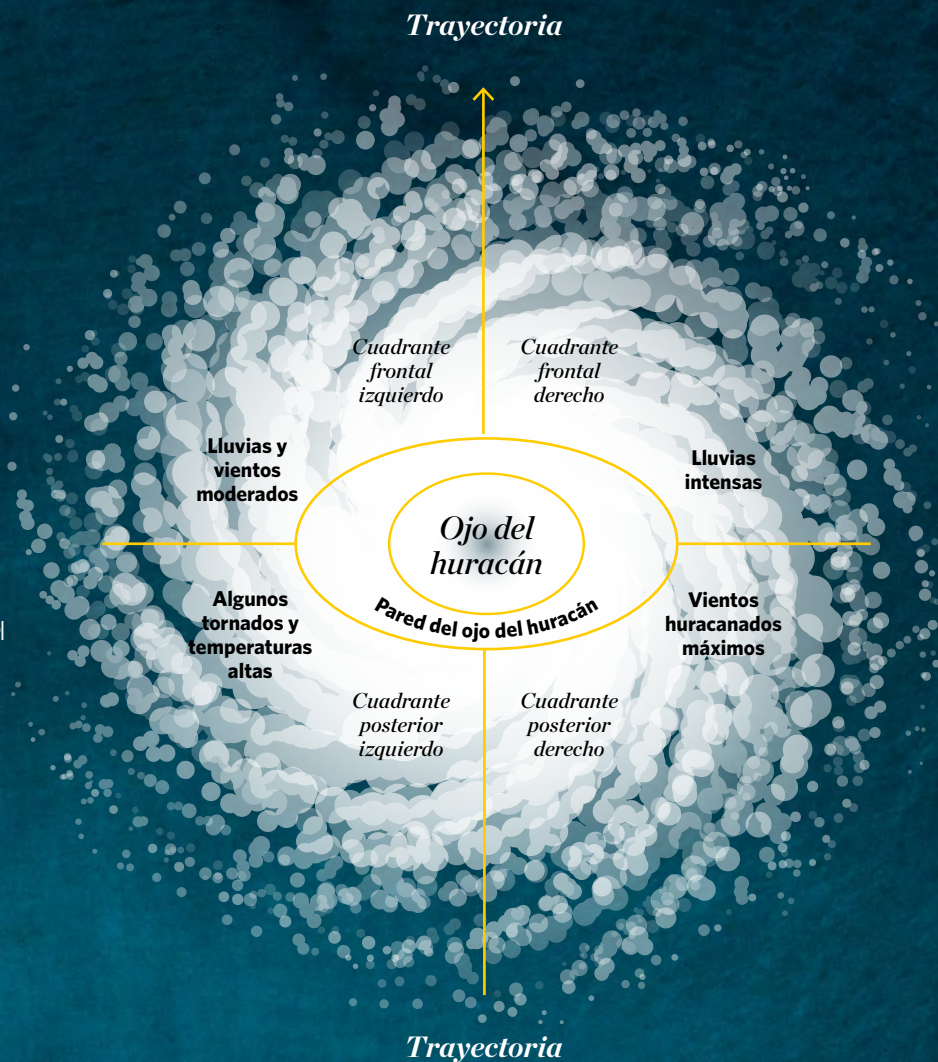 Trayectoria
Cuadrante
frontal
izquierdo
Cuadrante
frontal
derecho
Lluvias y
vientos
moderados
Lluvias
intensas
Ojo del
huracán
Pared del ojo del huracán
Algunos
tornados y
temperaturas
altas
Vientos
huracanados
máximos
Cuadrante
posterior
izquierdo
Cuadrante
posterior
derecho
Trayectoria